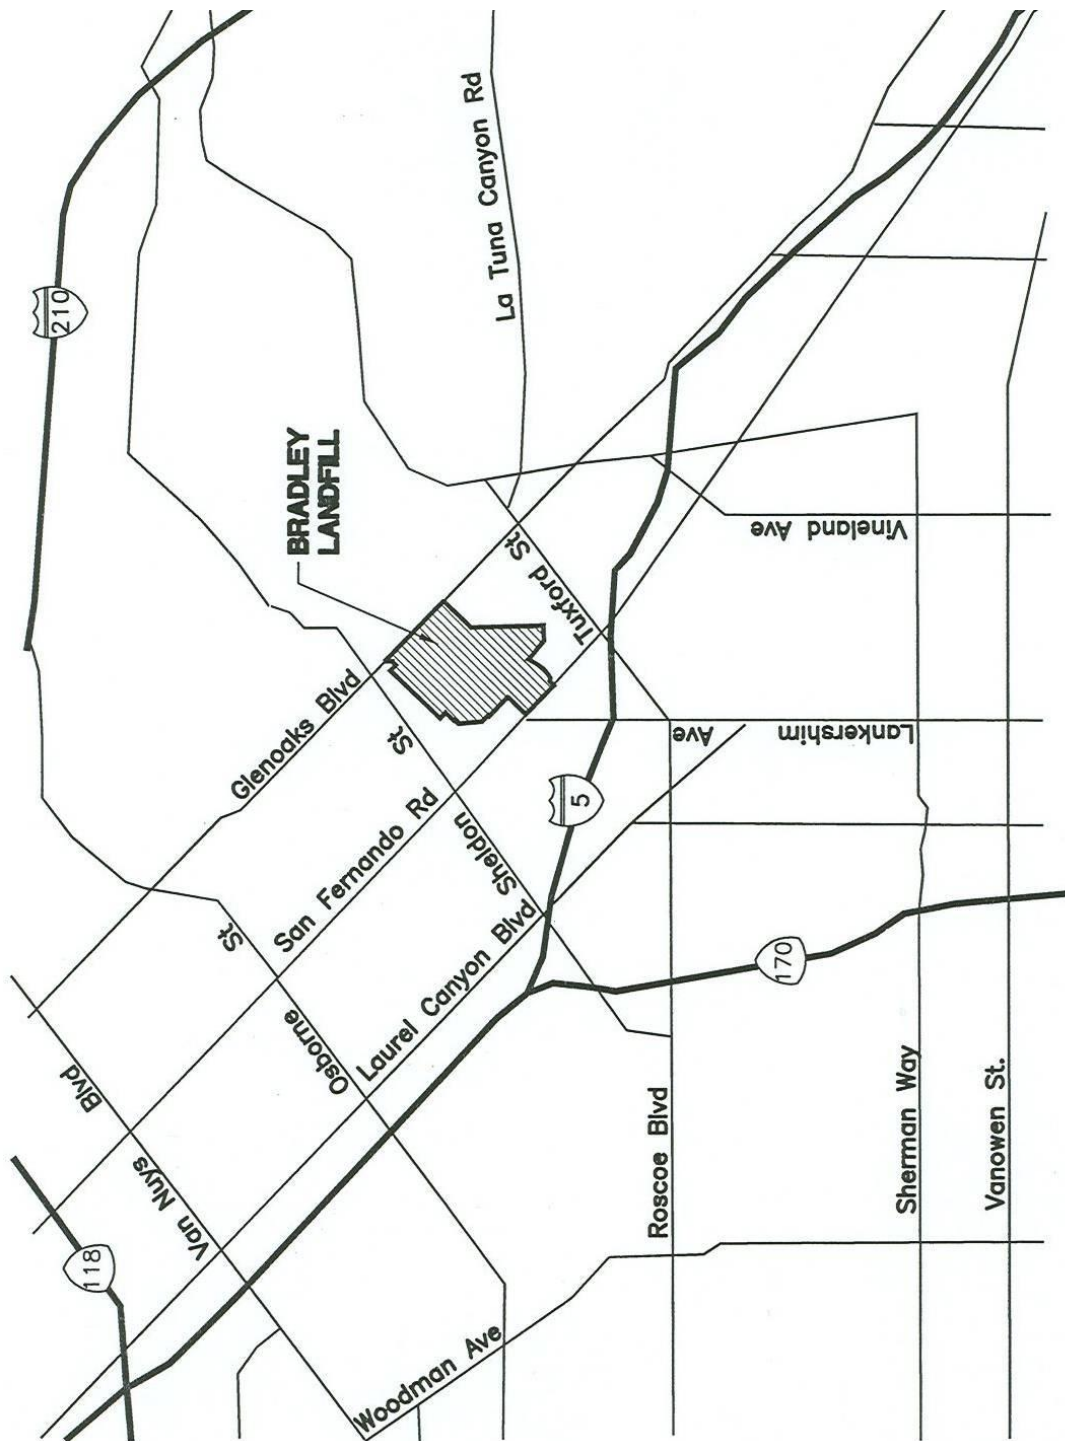 210
La Tuna Canyon Rd
BRADLEY
LANDFILL
Glenoaks Blvd
San Fernando Rd
Laurel Canyon Blvd
Tuxford St
Sheldon St
Osborne St
Van Nuys Blvd
118
5
170
Vineland Ave
Lankershim Ave
Woodman Ave
Roscoe Blvd
Sherman Way
Vanowen St.